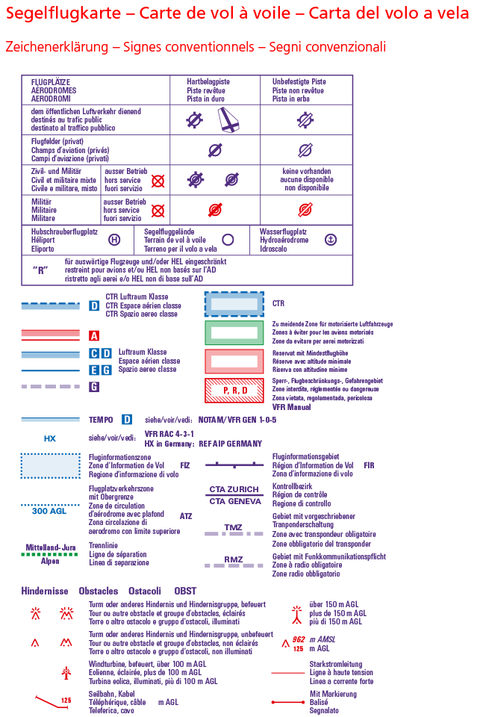 Segelflugkarte – Carte de vol à voile – Carta del volo a vela
Zeichenerklärung – Signes conventionnels – Segni convenzionali
FLUGPLÄTZE
AÉRODROMES
AERODROMI
Hartbelagpiste
Piste revêtue
Pista in duro
Unbefestigte Piste
Piste non revêtue
Pista in erba
dem öffentlichen Luftverkehr dienend
destinés au trafic public
destinato al traffico pubblico
Flugfelder (privat)
Champs d'aviation (privés)
Campi d'aviazione (privati)
Zivil- und Militär
Civil et militaire mixte
Civile e militare, misto
ausser Betrieb
hors service
fuori servizio
keine vorhanden
aucune disponible
non disponibile
Militär
Militaire
Militare
ausser Betrieb
hors service
fuori servizio
Hubschrauberflugplatz
Héliport
Eliporto
H
Segelfluggelände
Terrain de vol à voile
Terreno per il volo a vela
Wasserflugplatz
Hydroaérodrome
Idroscalo
"R"
für auswärtige Flugzeuge und/oder HEL eingeschränkt
restreint pour avions et/ou HEL non basés sur l'AD
ristretto agli aerei e/o HEL non di base sull'AD
D
CTR Luftraum Klasse
CTR Espace aérien classe
CTR Spazio aereo classe
CTR
A
Zu meidende Zone für motorisierte Luftfahrzeuge
Zones à éviter pour les avions motorisés
Zone da evitare per aerei motorizzati
C D
E G
Luftraum Klasse
Espace aérien classe
Spazio aereo classe
Reservat mit Mindestflughöhe
Réserve avec altitude minimale
Riserva con altitudine minime
G
P, R, D
Sperr-, Flugbeschränkungs-, Gefahrengebiet
Zone interdite, réglementée ou dangereuse
Zona vietata, regolamentata, pericolosa
VFR Manual
TEMPO D siehe/voir/vedi: NOTAM/VFR GEN 1-0-5
HX siehe/voir/vedi: VFR RAC 4-3-1
HX in Germany: REF AIP GERMANY
Fluginformationszone
Zone d'Information de Vol FIZ
Regione d'informazione di volo
Fluginformationsgebiet
Région d'Information de Vol FIR
Zona d'informazione di volo
300 AGL
Flugplatzverkehrszone
mit Obergrenze
Zone de circulation
d'aérodrome avec plafond ATZ
Zona circolazione di
aerodromo con limite superiore
CTA ZURICH
CTA GENEVA
Kontrollbezirk
Région de contrôle
Regione di controllo
TMZ
Gebiet mit vorgeschriebener
Tranponderschaltung
Zone avec transpondeur obligatoire
Zone obbligatorio del transponder
Mittelland-Jura
Alpen
Trennlinie
Ligne de séparation
Linea di separazione
RMZ
Gebiet mit Funkkommunikationspflicht
Zone à radio obligatoire
Zone radio obbligatorio
Hindernisse Obstacles Ostacoli OBST
Turm oder anderes Hindernis und Hindernisgruppe, befeuert
Tour ou autre obstacle et groupe d'obstacles, éclairés
Torre o altro ostacolo e gruppo d'ostacoli, illuminati
über 150 m AGL
plus de 150 m AGL
più di 150 m AGL
Turm oder anderes Hindernis und Hindernisgruppe, unbefeuert
Tour ou autre obstacle et groupe d'obstacles, non éclairés
Torre o altro ostacolo e gruppo d'ostacoli, non illuminati
962 m AMSL
125 m AGL
Windturbine, befeuert, über 100 m AGL
Eolienne, éclairée, plus de 100 m AGL
Turbina eolica, illuminati, più di 100 m AGL
Starkstromleitung
Ligne à haute tension
Linea a corrente forte
125
Seilbahn, Kabel
Téléphérique, câble m AGL
Teleferica, cavo
Mit Markierung
Balisé
Segnalato